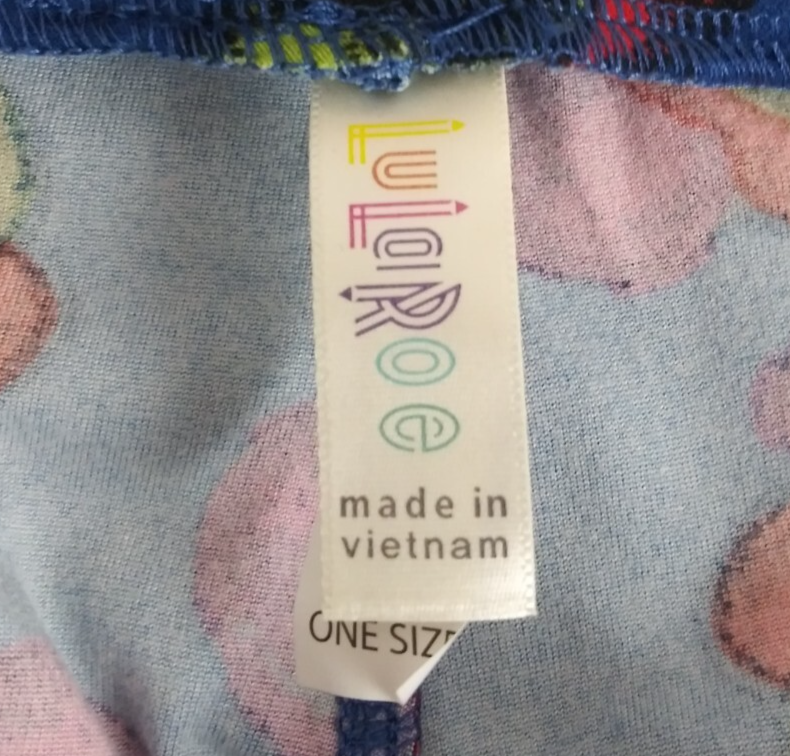 LuLaRoe
made in
vietnam
ONE SIZE